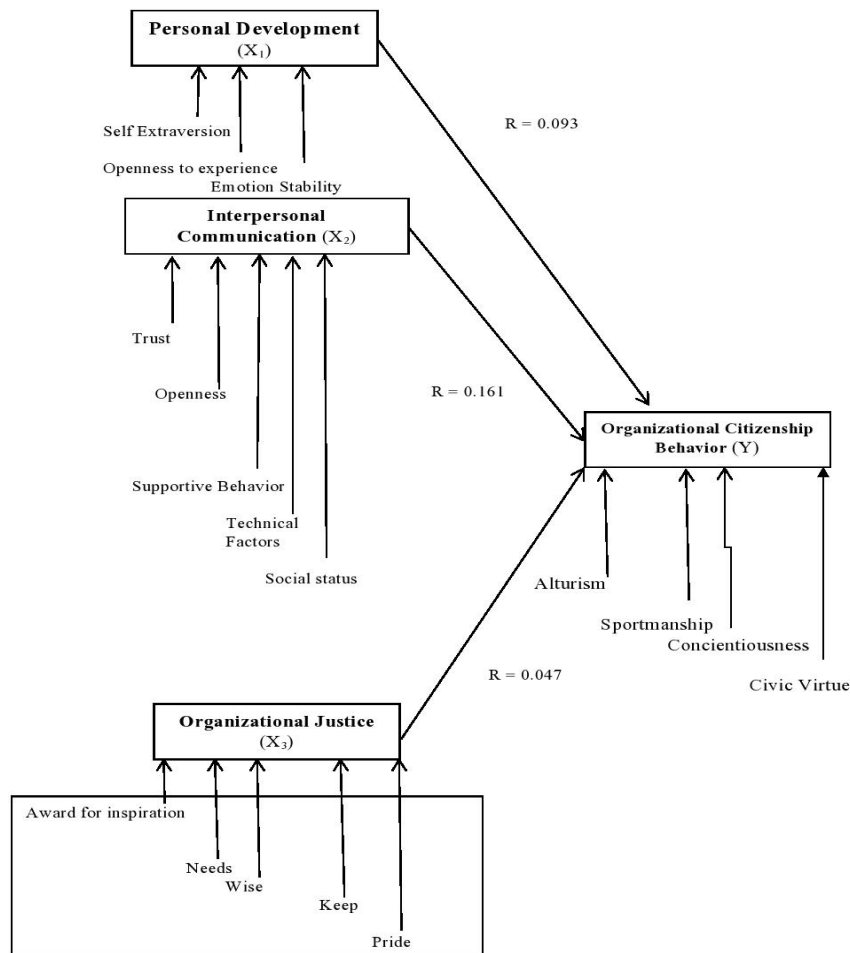 Personal Development
(X₁)
R = 0.093
Self Extraversion
Openness to experience
Emotion Stability
Interpersonal
Communication (X₂)
Trust
Openness
R = 0.161
Organizational Citizenship
Behavior (Y)
Supportive Behavior
Technical
Factors
Social status
Alturism
Sportmanship
Concientiousness
Civic Virtue
R = 0.047
Organizational Justice
(X₃)
Award for inspiration
Needs
Wise
Keep
Pride